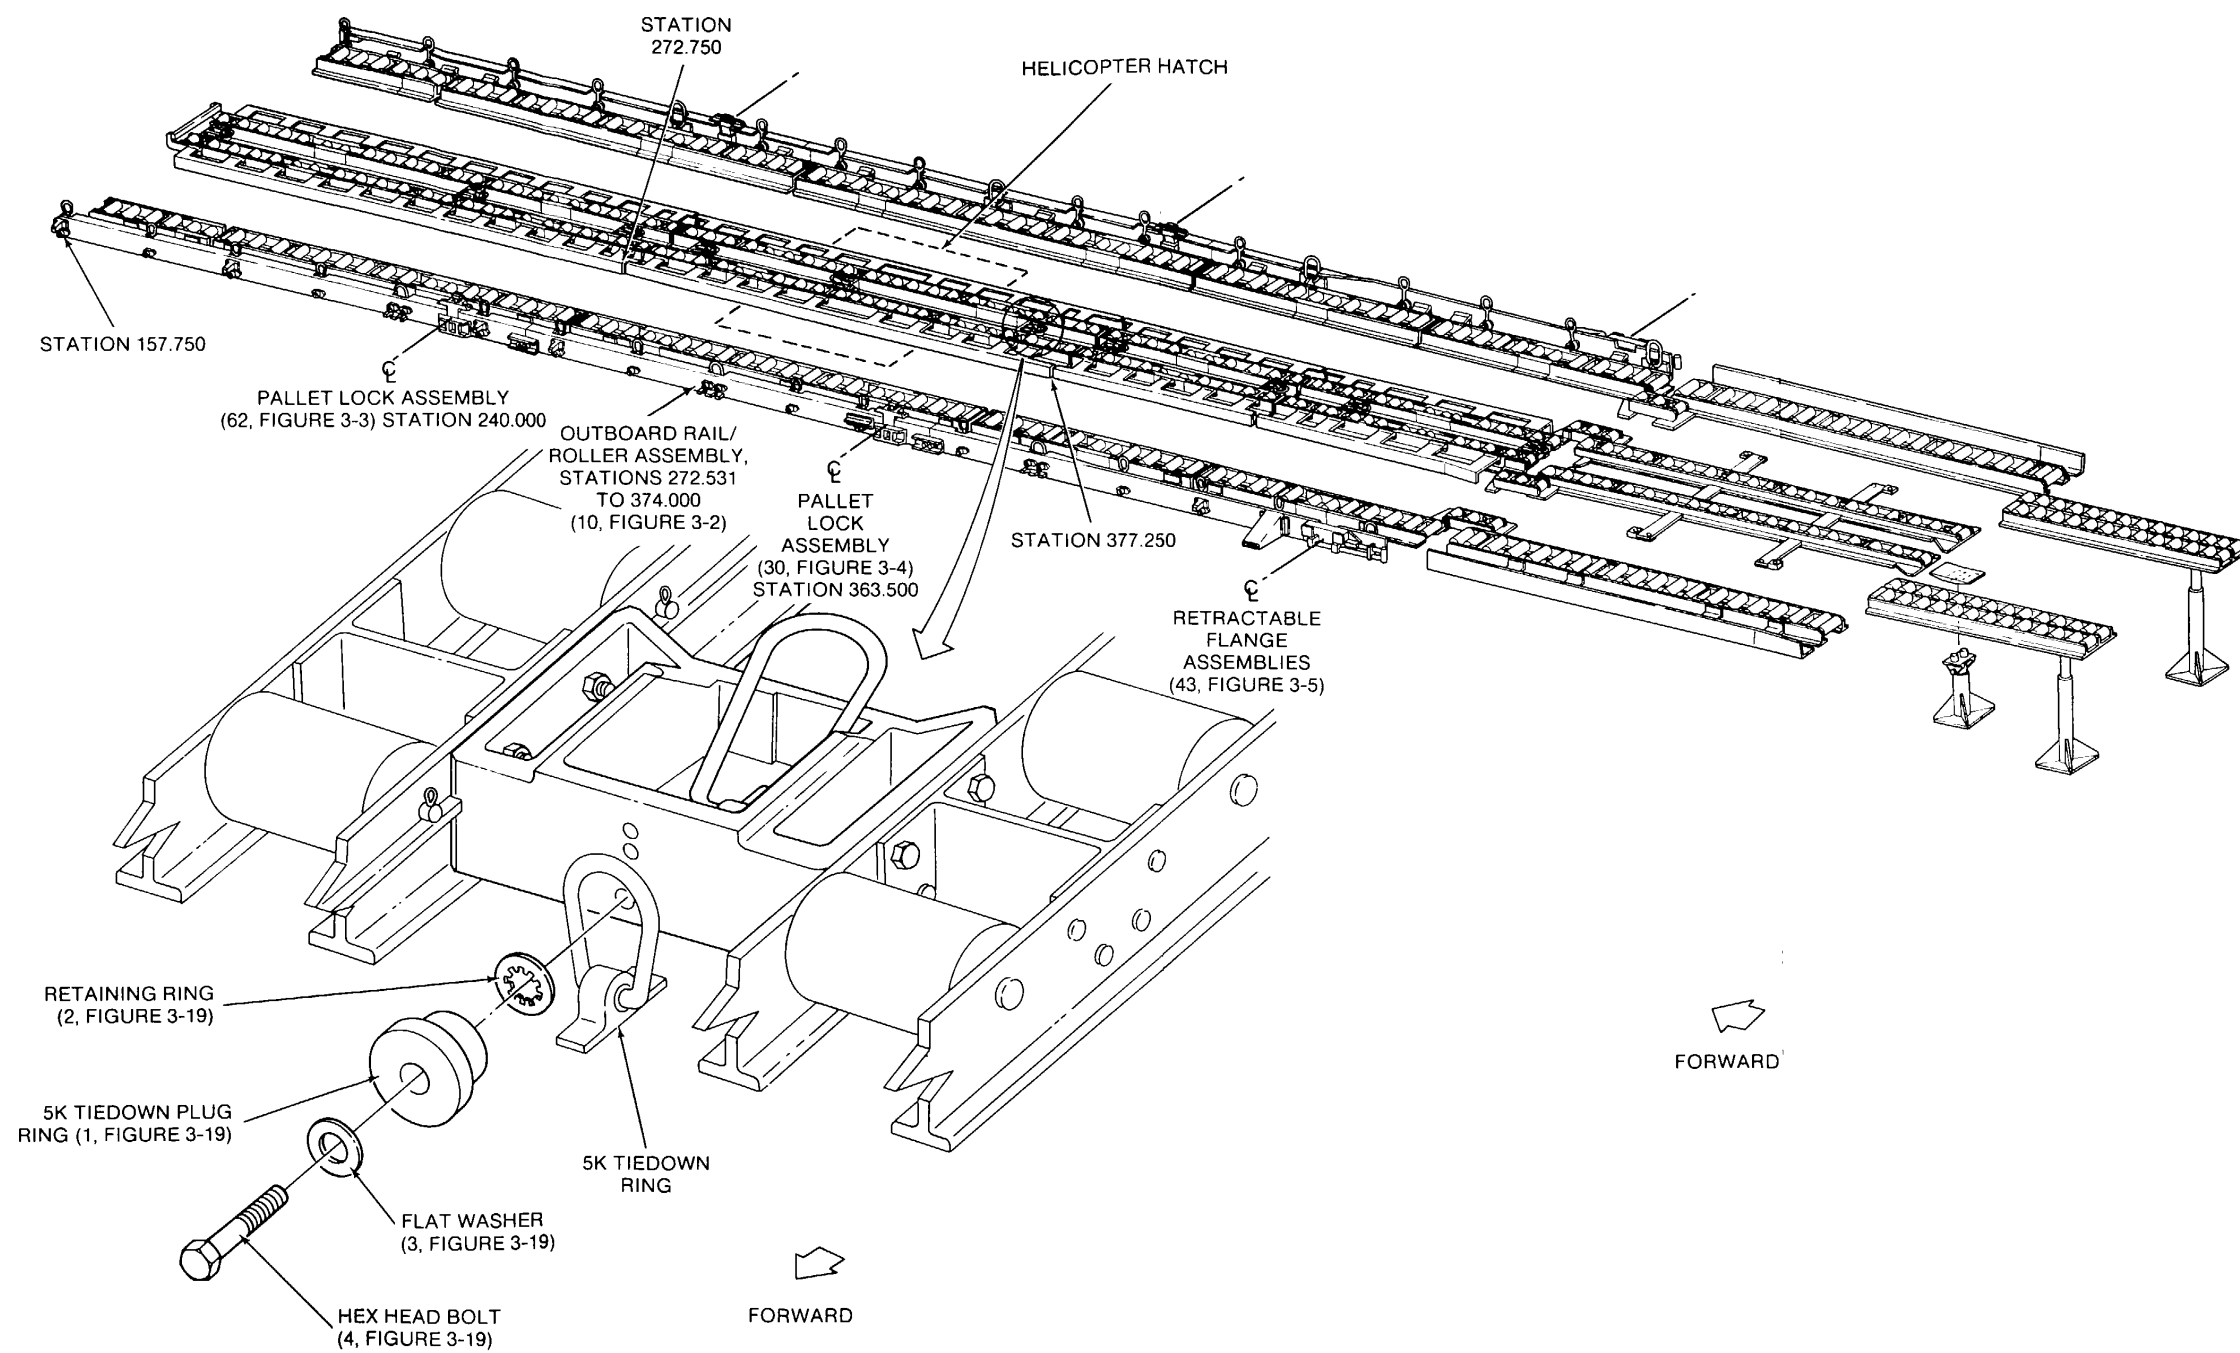 STATION
272.750
HELICOPTER HATCH
STATION 157.750
℄
PALLET LOCK ASSEMBLY
(62, FIGURE 3-3) STATION 240.000
OUTBOARD RAIL/
ROLLER ASSEMBLY,
STATIONS 272.531
TO 374.000
(10, FIGURE 3-2)
℄
PALLET
LOCK
ASSEMBLY
(30, FIGURE 3-4)
STATION 363.500
STATION 377.250
℄
RETRACTABLE
FLANGE
ASSEMBLIES
(43, FIGURE 3-5)
RETAINING RING
(2, FIGURE 3-19)
5K TIEDOWN PLUG
RING (1, FIGURE 3-19)
5K TIEDOWN
RING
FLAT WASHER
(3, FIGURE 3-19)
HEX HEAD BOLT
(4, FIGURE 3-19)
FORWARD
FORWARD